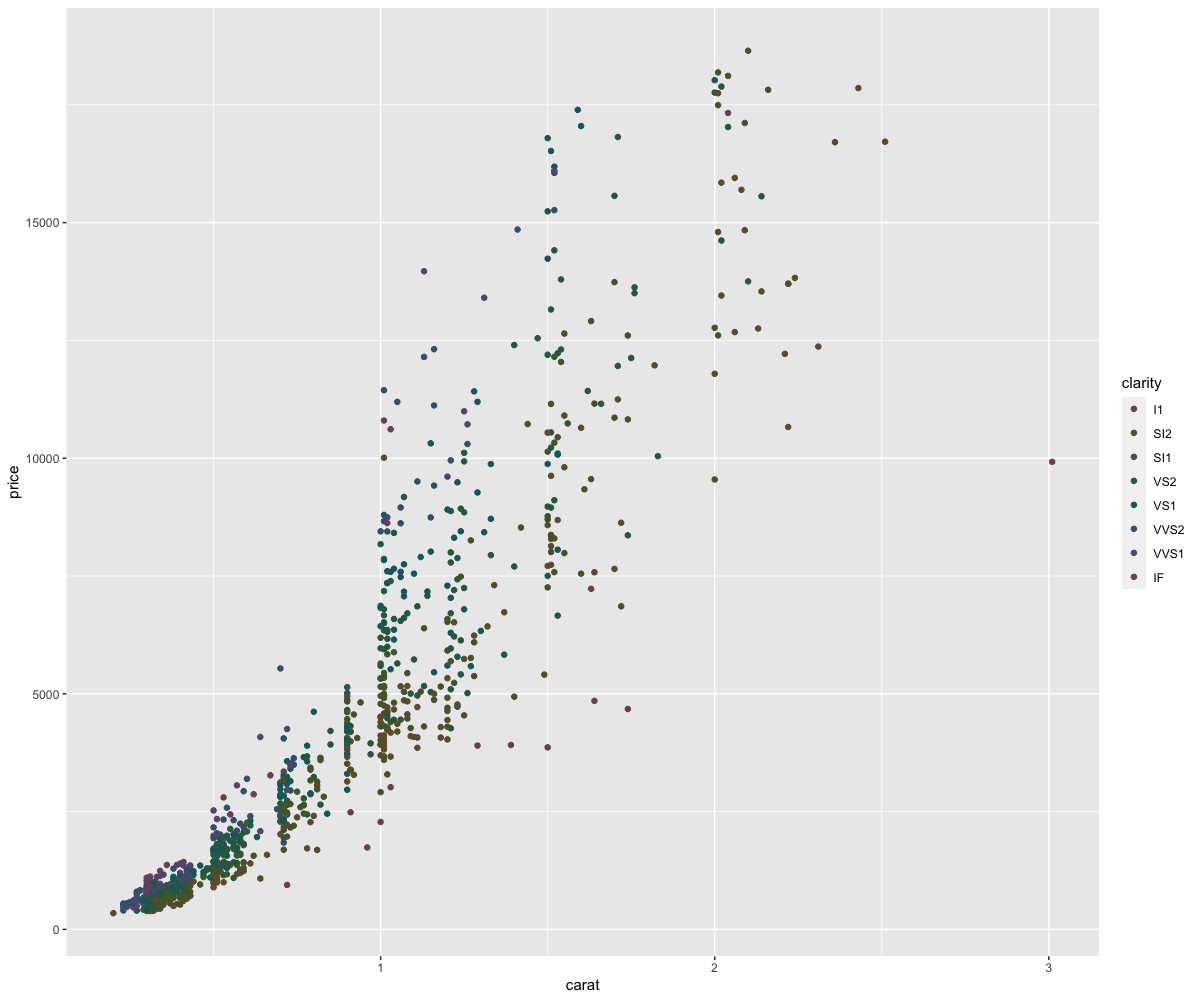 15000
10000
5000
0
price
1
2
3
carat
clarity
I1
SI2
SI1
VS2
VS1
VVS2
VVS1
IF